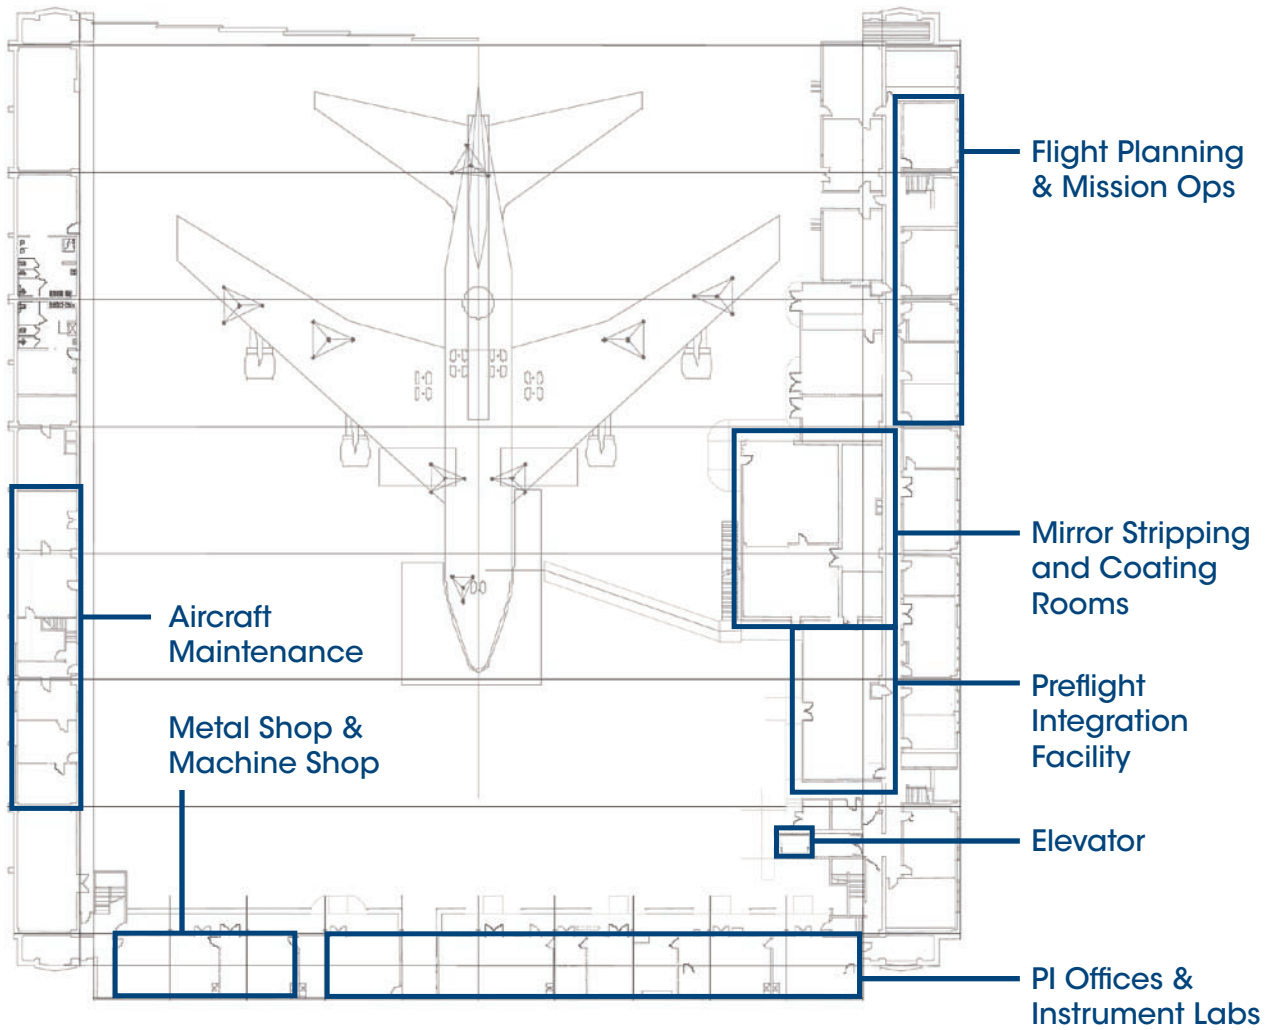 Flight Planning
& Mission Ops
Mirror Stripping
and Coating
Rooms
Aircraft
Maintenance
Preflight
Integration
Facility
Metal Shop &
Machine Shop
Elevator
PI Offices &
Instrument Labs